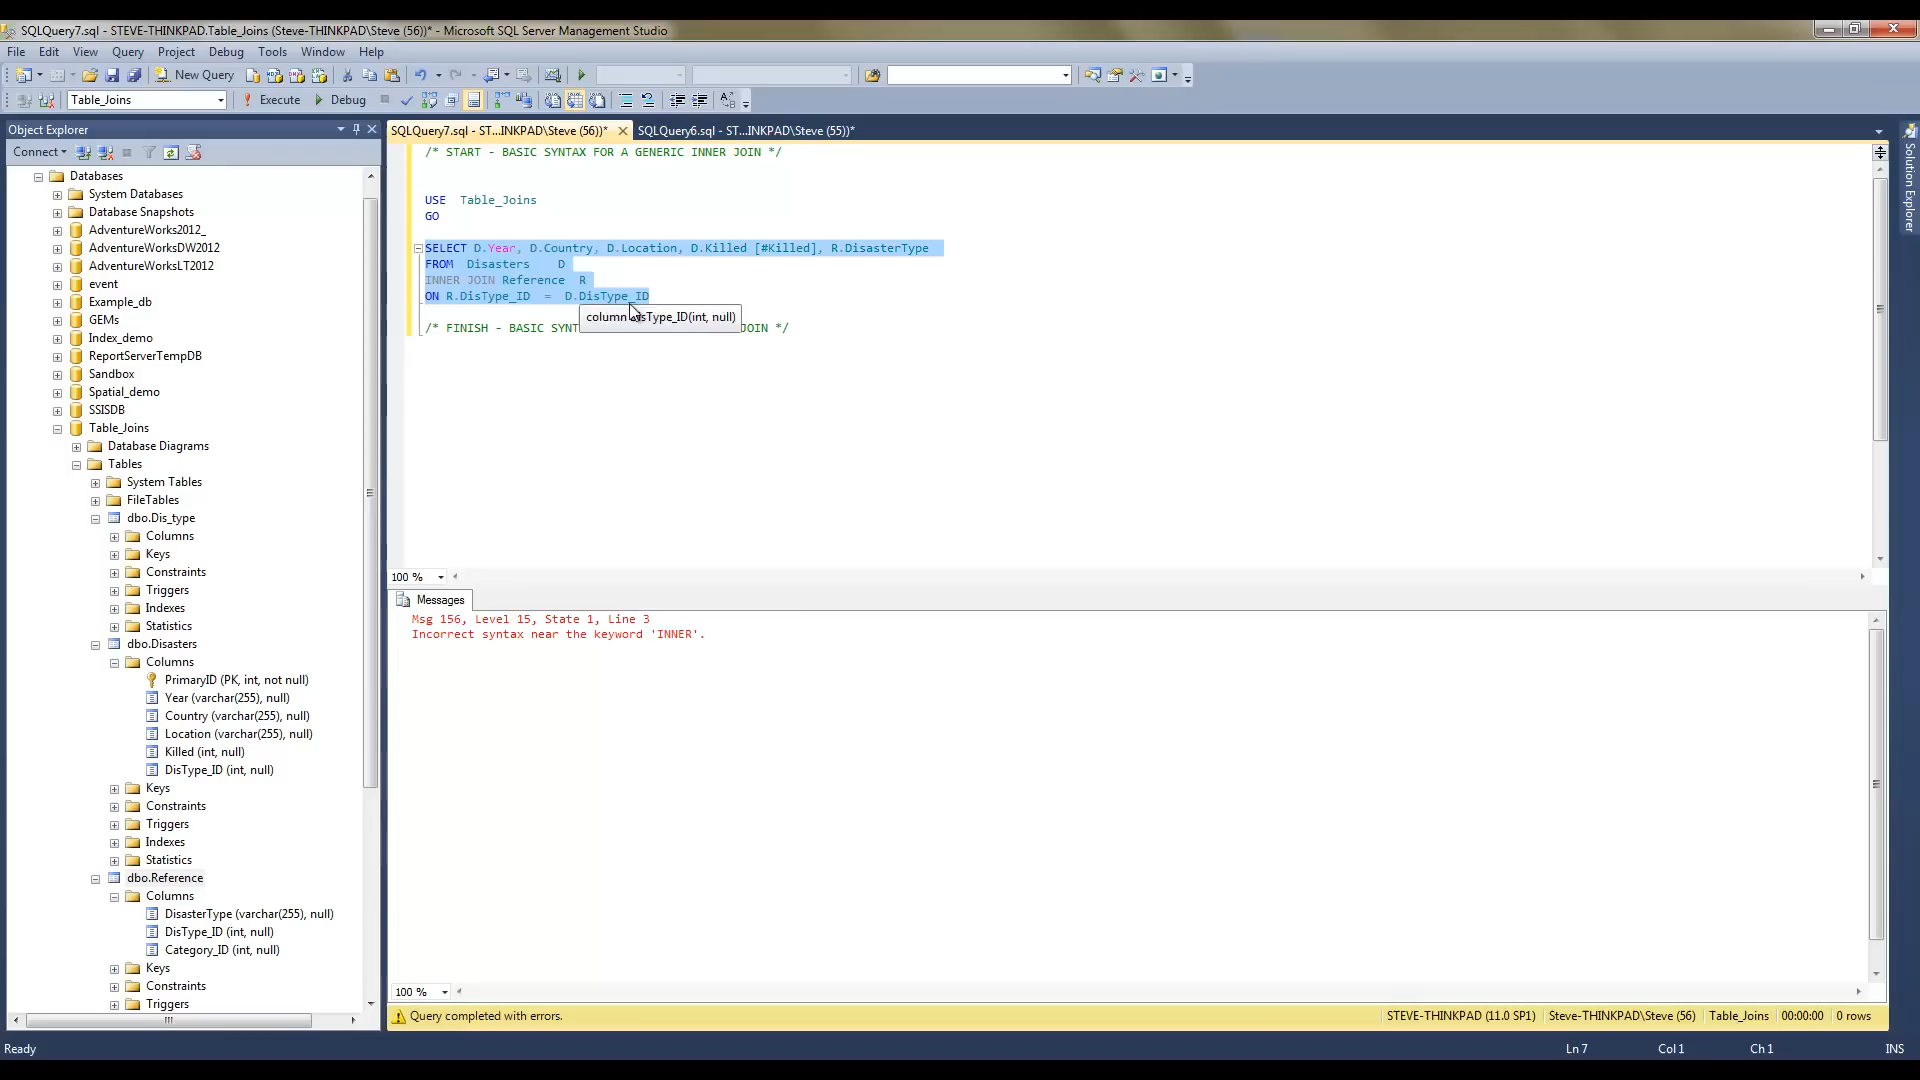 SQLQuery7.sql - STEVE-THINKPAD.Table_Joins (Steve-THINKPAD\Steve (56))* - Microsoft SQL Server Management Studio
File Edit View Query Project Debug Tools Window Help
New Query
Table_Joins Execute Debug
Object Explorer
Connect
Databases
System Databases
Database Snapshots
AdventureWorks2012_
AdventureWorksDW2012
AdventureWorksLT2012
event
Example_db
GEMs
Index_demo
ReportServerTempDB
Sandbox
Spatial_demo
SSISDB
Table_Joins
Database Diagrams
Tables
System Tables
FileTables
dbo.Dis_type
Columns
Keys
Constraints
Triggers
Indexes
Statistics
dbo.Disasters
Columns
PrimaryID (PK, int, not null)
Year (varchar(255), null)
Country (varchar(255), null)
Location (varchar(255), null)
Killed (int, null)
DisType_ID (int, null)
Keys
Constraints
Triggers
Indexes
Statistics
dbo.Reference
Columns
DisasterType (varchar(255), null)
DisType_ID (int, null)
Category_ID (int, null)
Keys
Constraints
Triggers
SQLQuery7.sql - ST...INKPAD\Steve (56))* SQLQuery6.sql - ST...INKPAD\Steve (55))*
/* START - BASIC SYNTAX FOR A GENERIC INNER JOIN */
USE Table_Joins
GO
SELECT D.Year, D.Country, D.Location, D.Killed [#Killed], R.DisasterType
FROM Disasters D
INNER JOIN Reference R
ON R.DisType_ID = D.DisType_ID
column sType_ID(int, null)
/* FINISH - BASIC SYNT JOIN */
100 %
Messages
Msg 156, Level 15, State 1, Line 3
Incorrect syntax near the keyword 'INNER'.
100 %
Query completed with errors. STEVE-THINKPAD (11.0 SP1) Steve-THINKPAD\Steve (56) Table_Joins 00:00:00 0 rows
Solution Explorer
Ready Ln 7 Col 1 Ch 1 INS